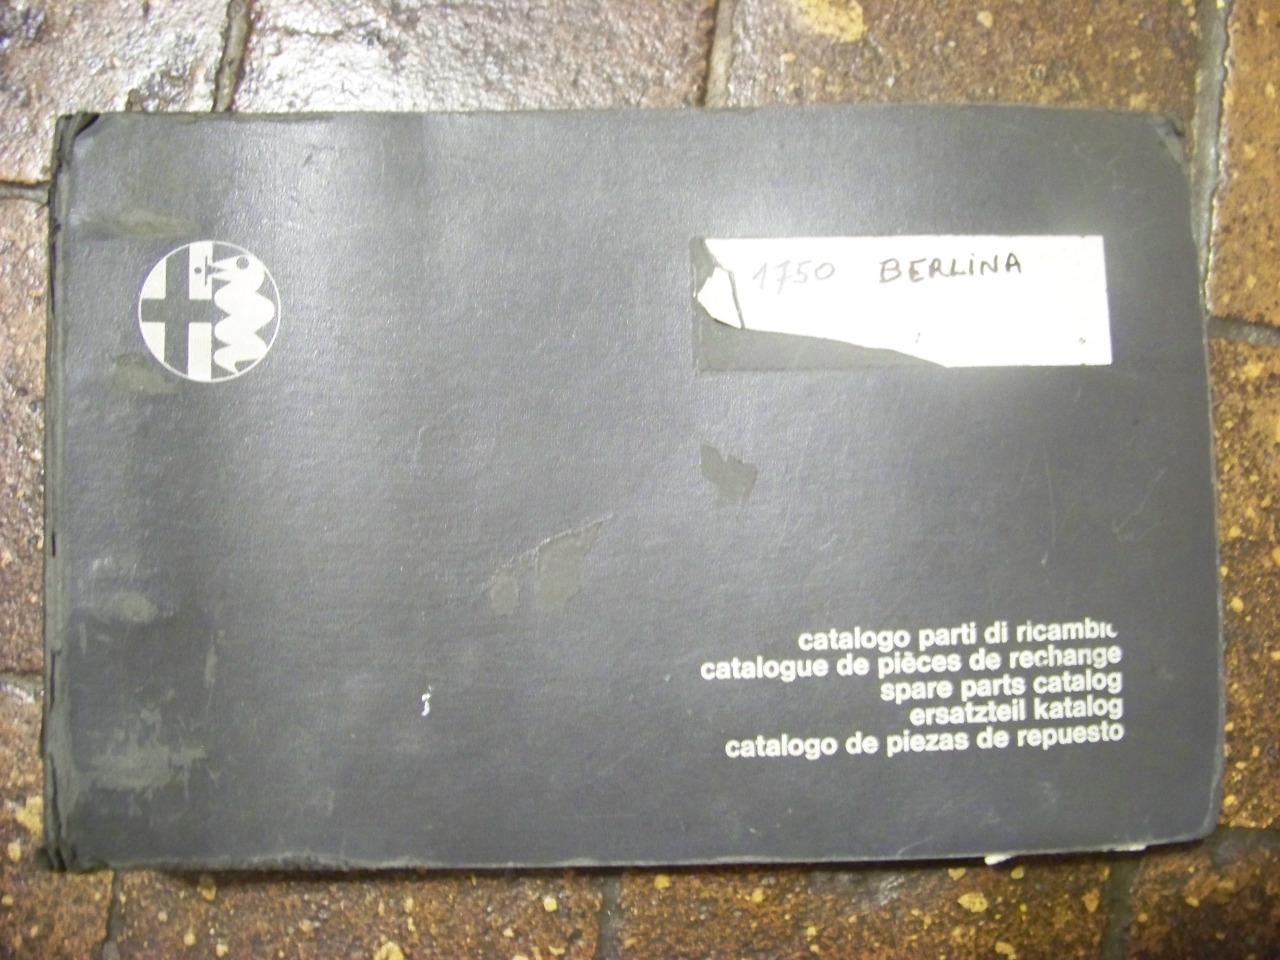 1750 BERLINA
catalogo parti di ricambio
catalogue de pièces de rechange
spare parts catalog
ersatzteil katalog
catalogo de piezas de repuesto